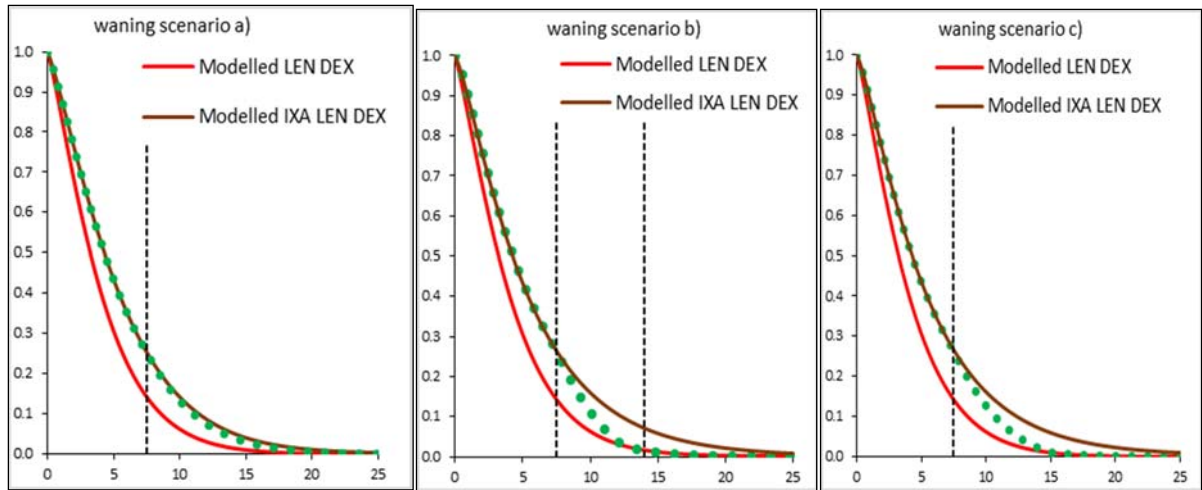 waning scenario a)
Modelled LEN DEX
Modelled IXA LEN DEX
1.0
0.9
0.8
0.7
0.6
0.5
0.4
0.3
0.2
0.1
0.0
0 5 10 15 20 25
waning scenario b)
Modelled LEN DEX
Modelled IXA LEN DEX
1.0
0.9
0.8
0.7
0.6
0.5
0.4
0.3
0.2
0.1
0.0
0 5 10 15 20 25
waning scenario c)
Modelled LEN DEX
Modelled IXA LEN DEX
1.0
0.9
0.8
0.7
0.6
0.5
0.4
0.3
0.2
0.1
0.0
0 5 10 15 20 25